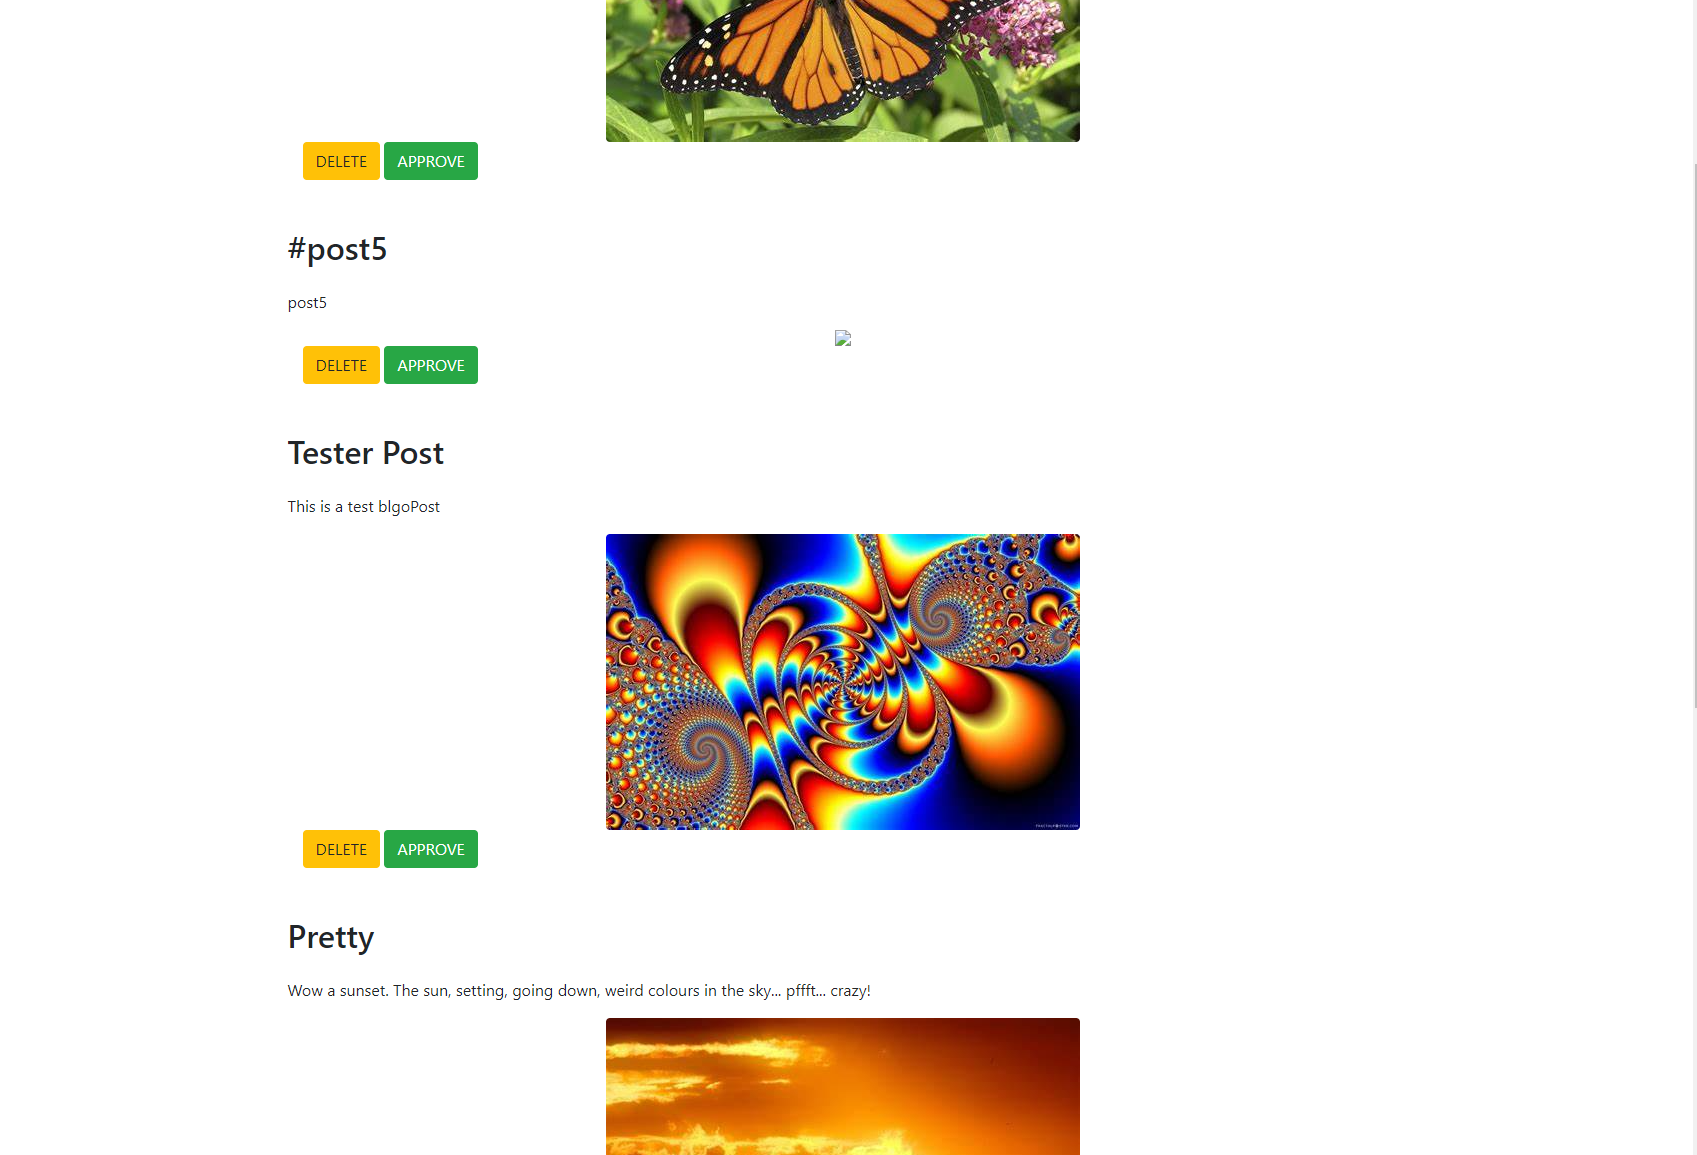 DELETE APPROVE
#post5
post5
DELETE APPROVE
Tester Post
This is a test blgoPost
DELETE APPROVE
Pretty
Wow a sunset. The sun, setting, going down, weird colours in the sky... pffft... crazy!